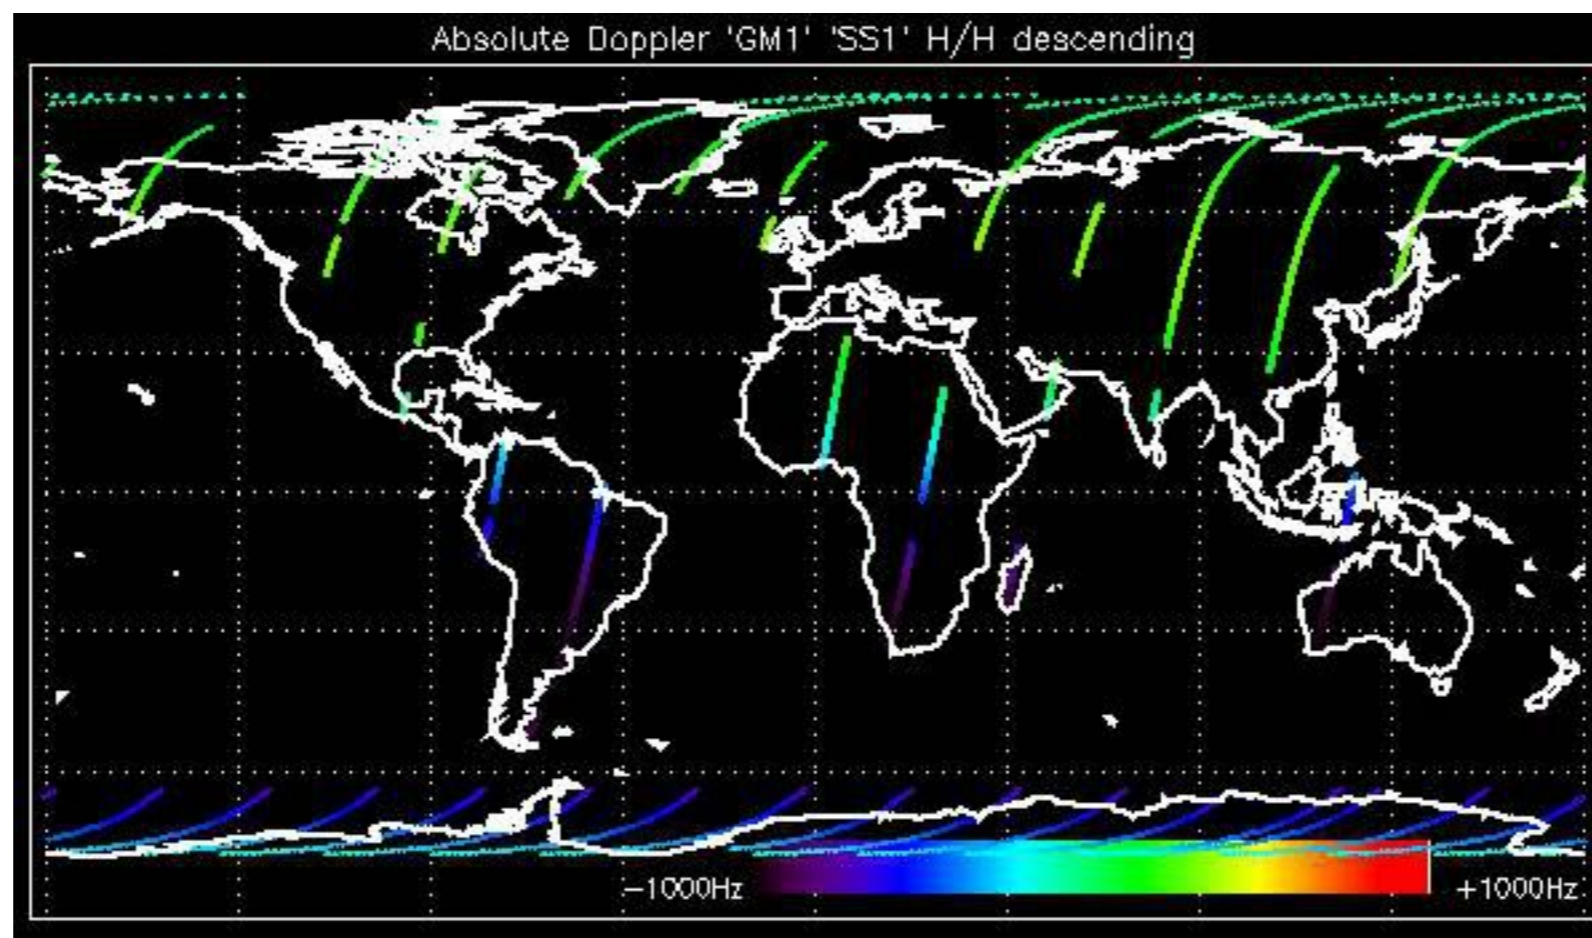 Absolute Doppler 'GM1' 'SS1' H/H descending
-1000Hz
+1000Hz